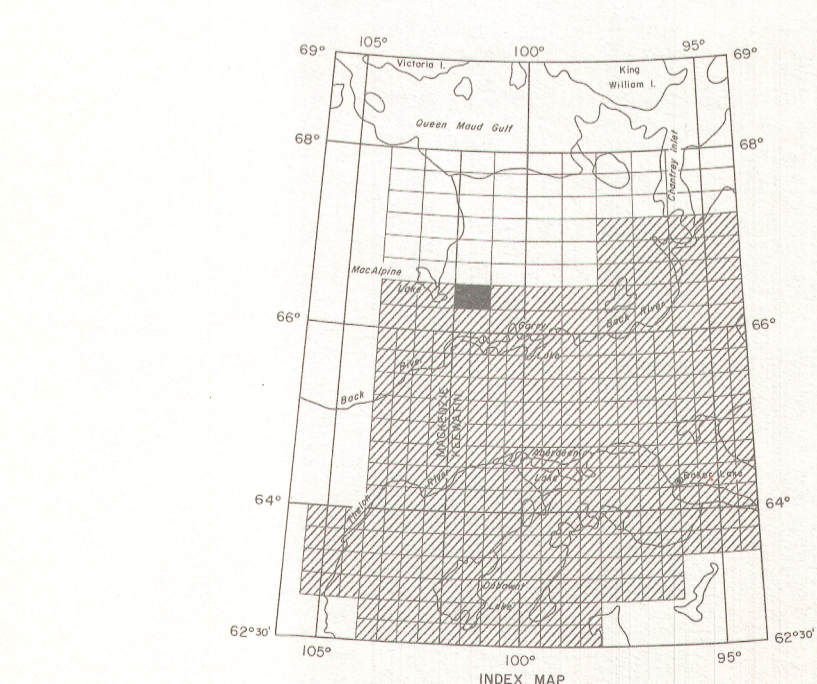 105°
100°
95°
69°
69°
Victoria I.
King
William I.
Queen Maud Gulf
68°
68°
Chantrey Inlet
MacAlpine
Lake
66°
66°
Garry
Lake
Back River
River
Back
MACKENZIE
KEEWATIN
Aberdeen
Lake
Baker Lake
River
Thelon
64°
64°
Dubawnt
Lake
62°30'
62°30'
105°
100°
95°
INDEX MAP